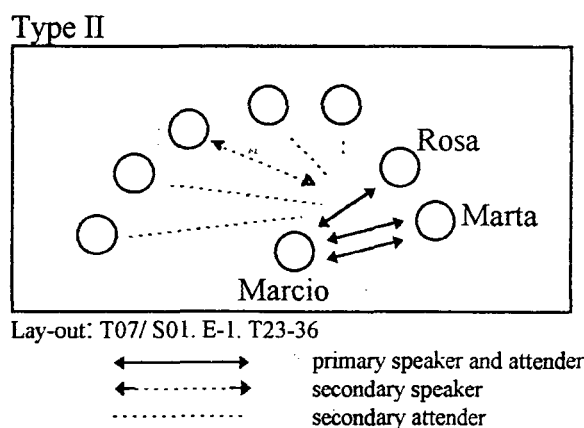 Type II
Rosa
Marta
Marcio
Lay-out: T07/ S01. E-1. T23-36
primary speaker and attender
secondary speaker
secondary attender